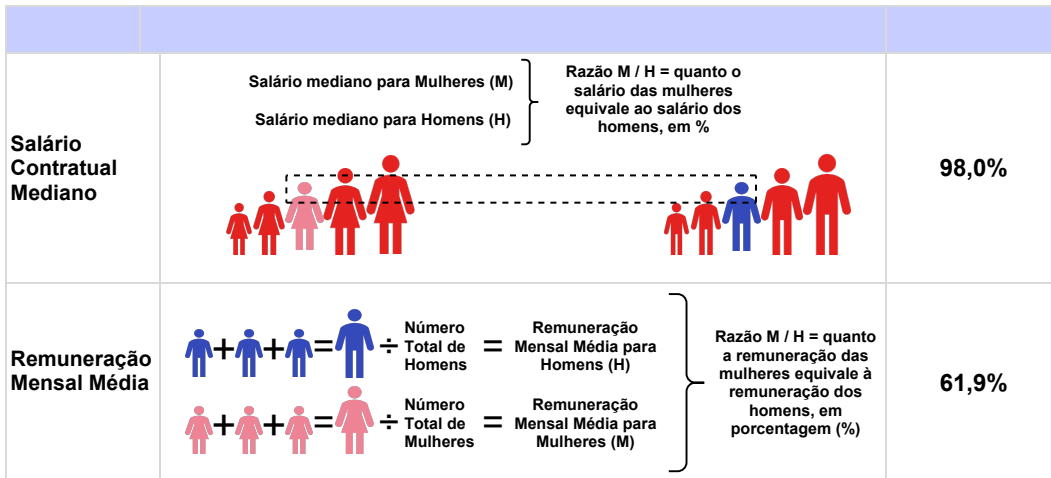 Salário
Contratual
Mediano
Salário mediano para Mulheres (M)
Salário mediano para Homens (H)
Razão M / H = quanto o
salário das mulheres
equivale ao salário dos
homens, em %
98,0%
Remuneração
Mensal Média
+ + = ÷
Número
Total de
Homens
=
Remuneração
Mensal Média para
Homens (H)
+ + = ÷
Número
Total de
Mulheres
=
Remuneração
Mensal Média para
Mulheres (M)
Razão M / H = quanto
a remuneração das
mulheres equivale à
remuneração dos
homens, em
porcentagem (%)
61,9%